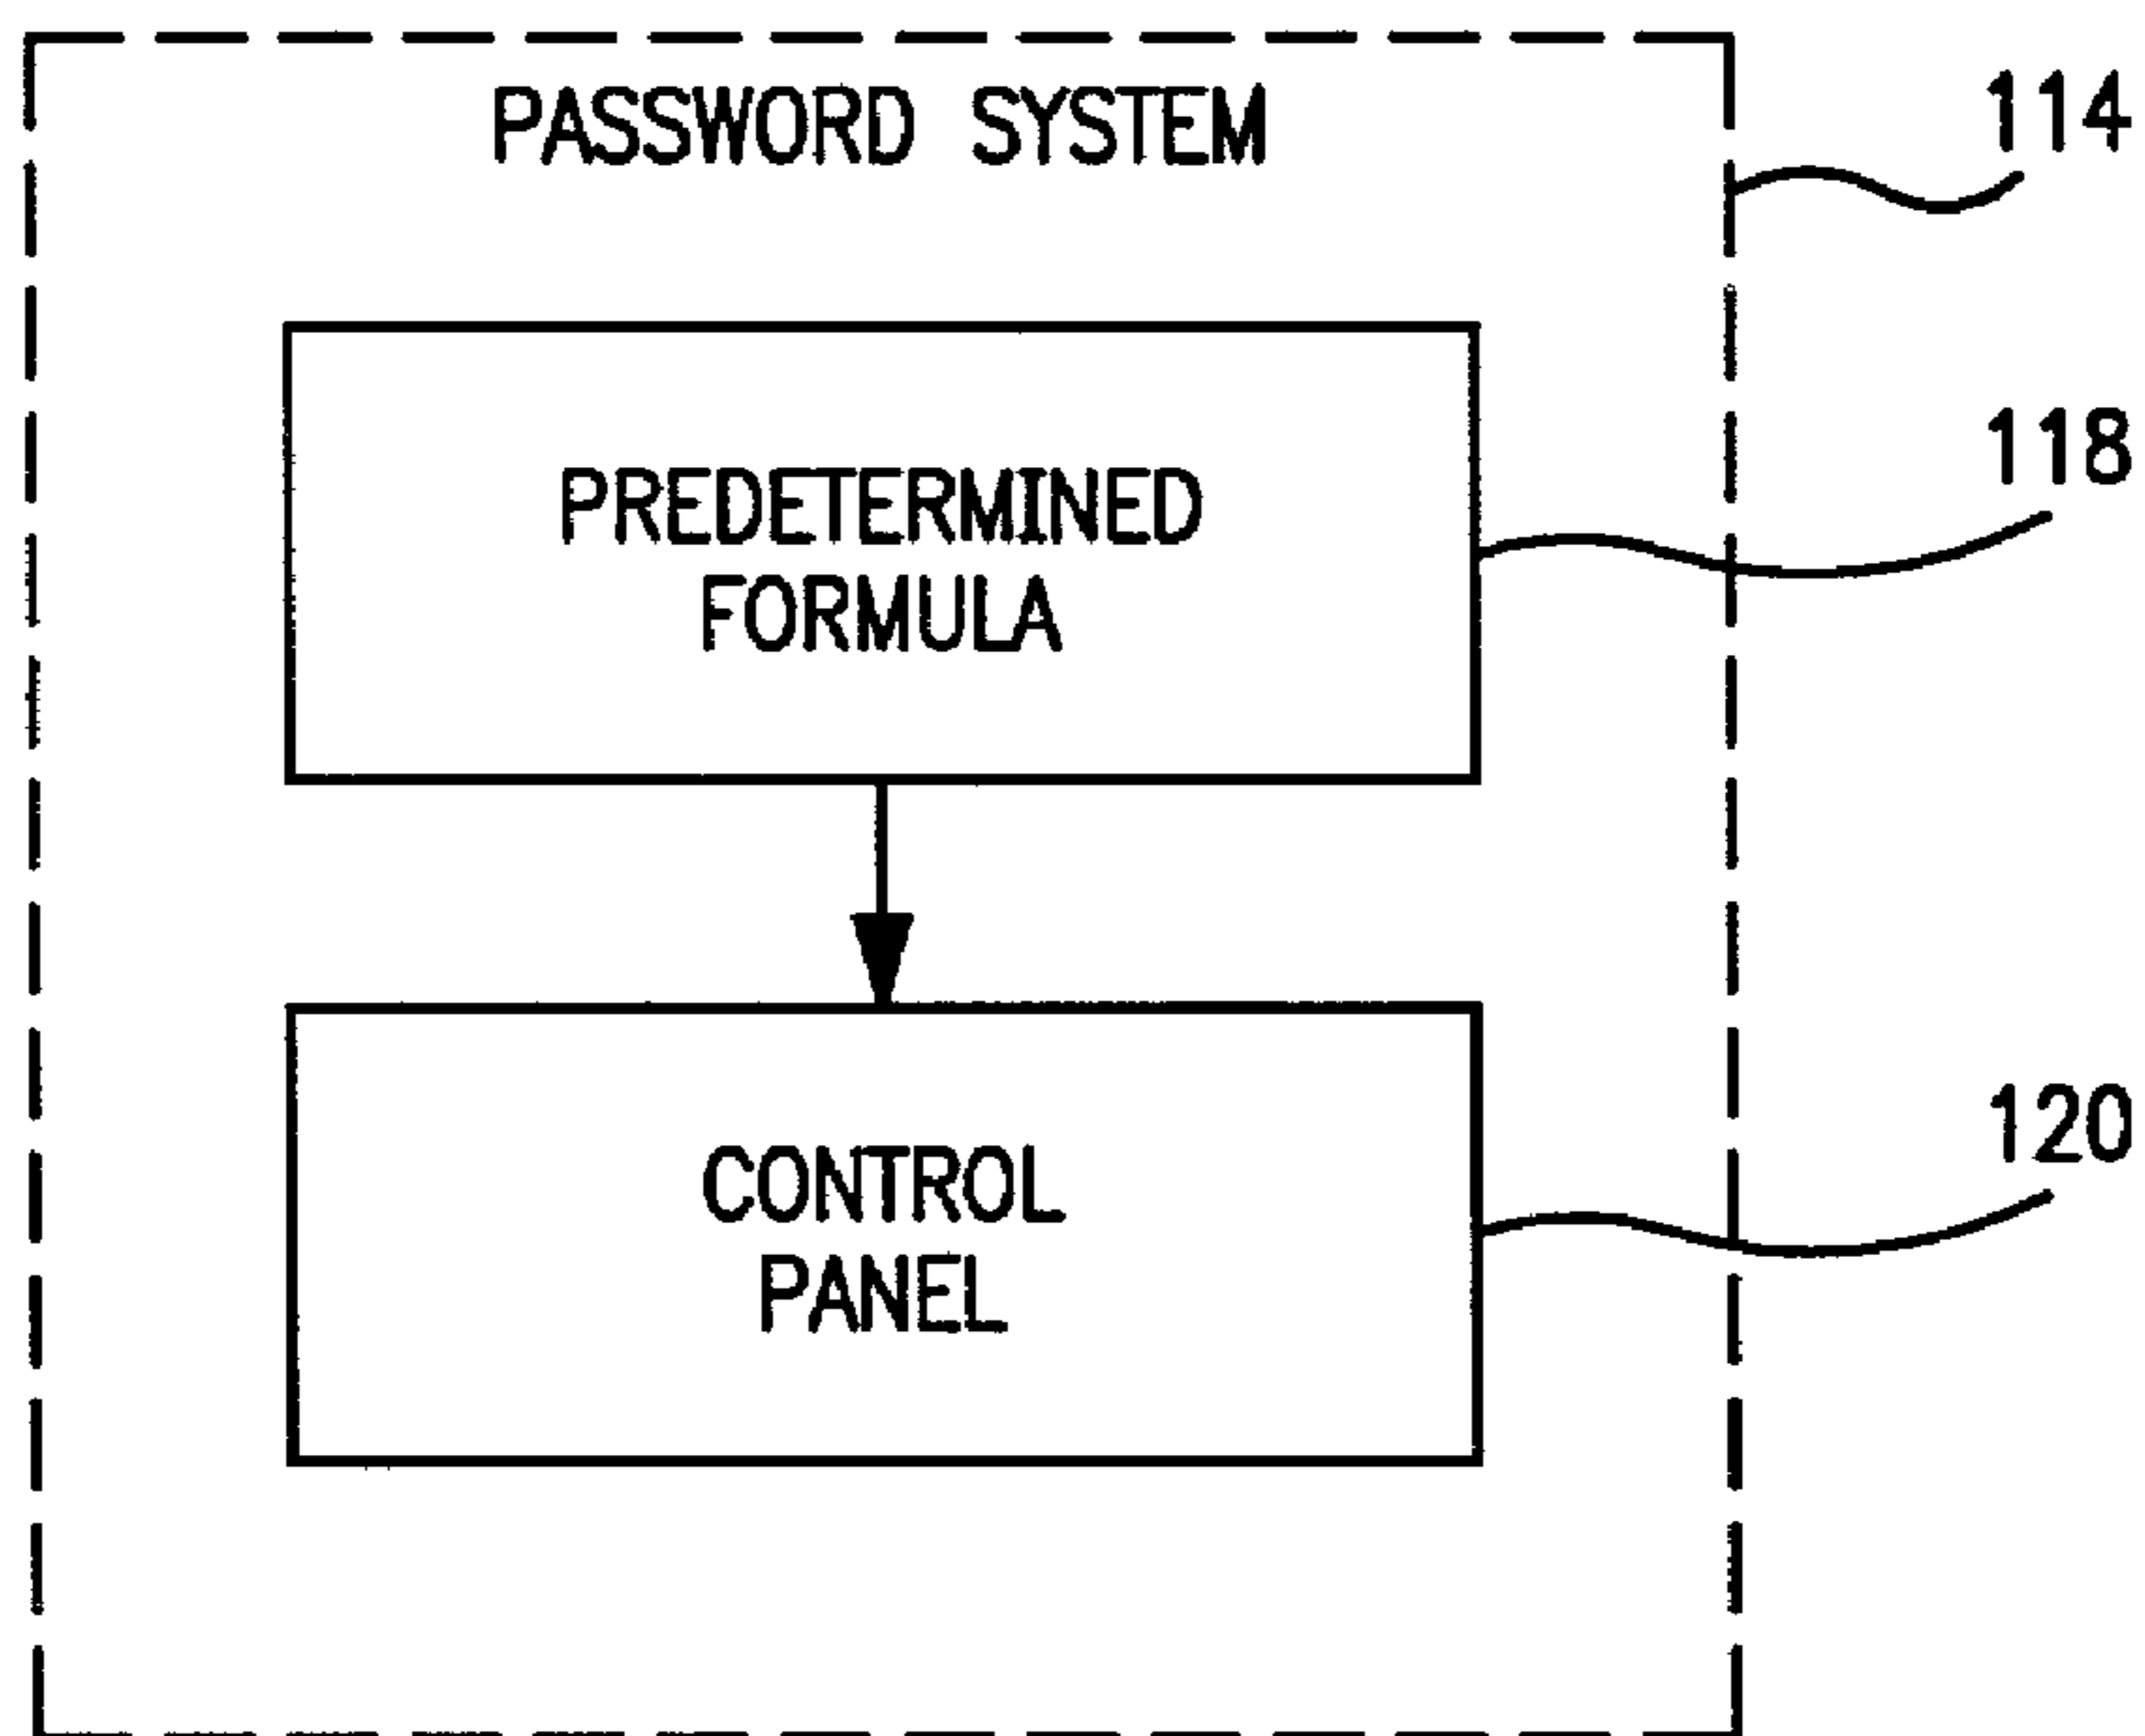 PASSWORD SYSTEM
114
PREDETERMINED
FORMULA
118
CONTROL
PANEL
120